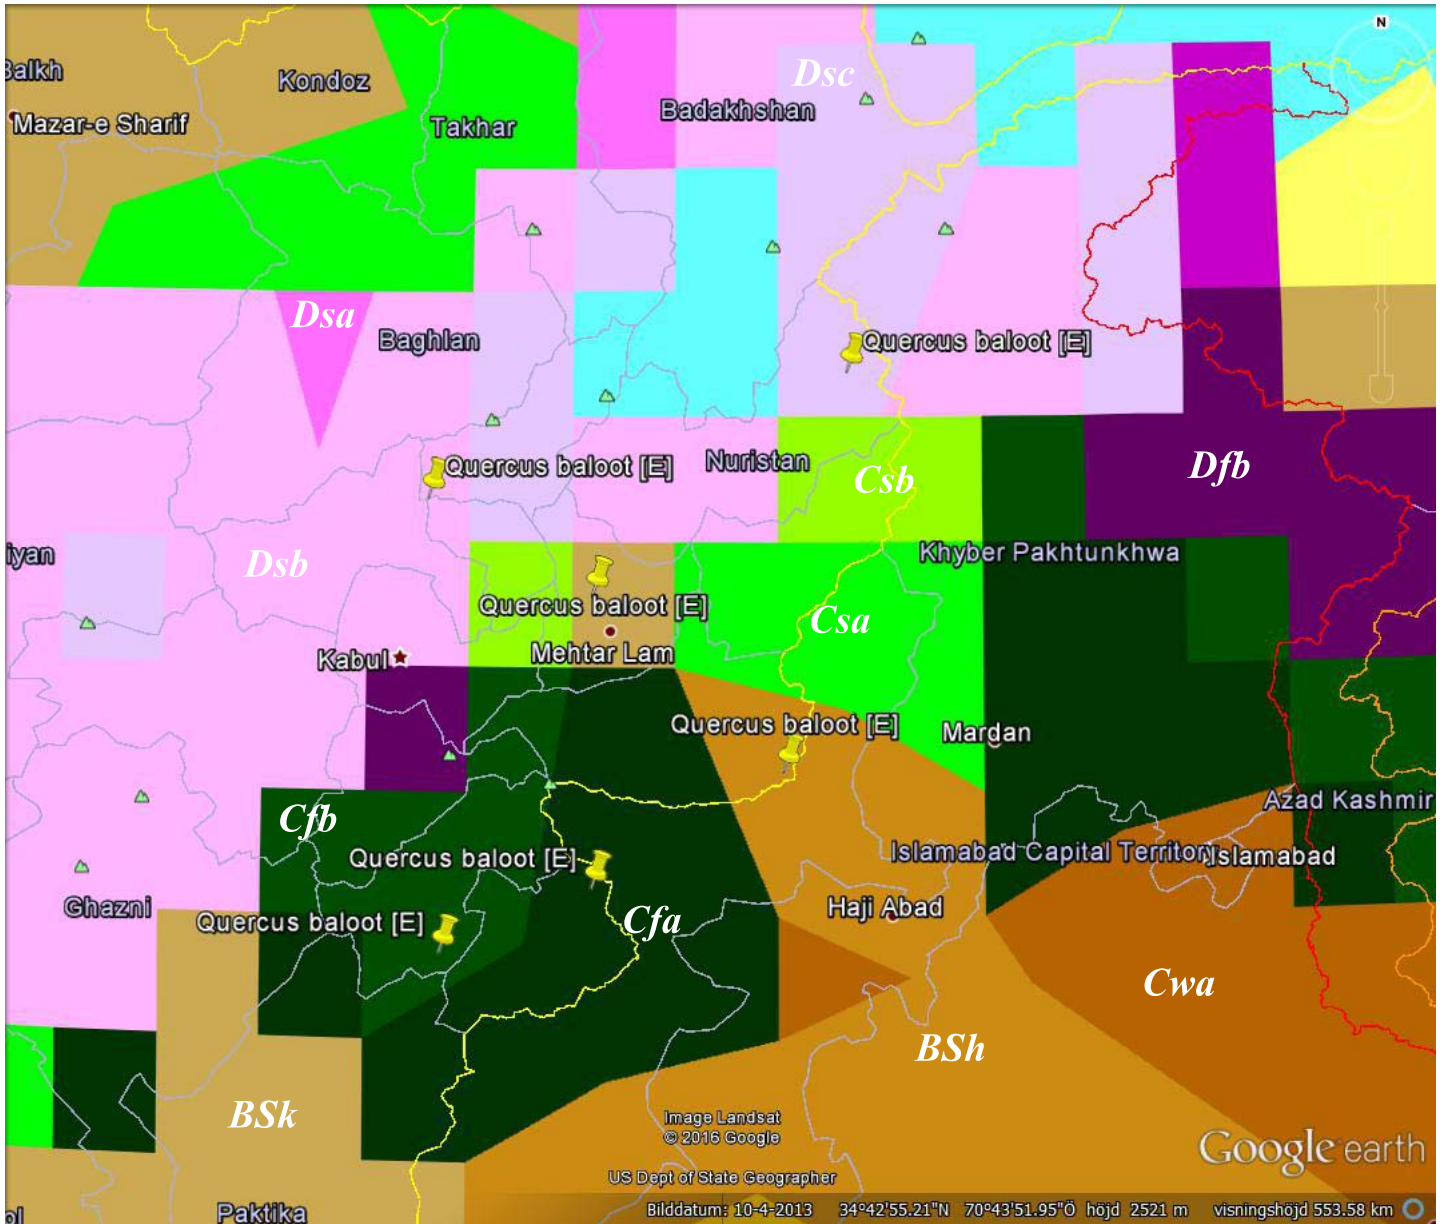 N
Balkh
Kondoz
Dsc
Badakhshan
Mazar-e Sharif
Takhar
Dsa
Baghlan
Quercus baloot [E]
Quercus baloot [E]
Nuristan
Csb
Dfb
iyan
Dsb
Khyber Pakhtunkhwa
Quercus baloot [E]
Csa
Kabul
Mehtar Lam
Quercus baloot [E]
Mardan
Cfb
Azad Kashmir
Quercus baloot [E]
Islamabad Capital Territory
Islamabad
Ghazni
Quercus baloot [E]
Cfa
Haji Abad
Cwa
BSh
BSk
Image Landsat
© 2016 Google
Google earth
US Dept of State Geographer
Paktika
Bilddatum: 10-4-2013 34°42'55.21"N 70°43'51.95"Ö höjd 2521 m visningshöjd 553.58 km